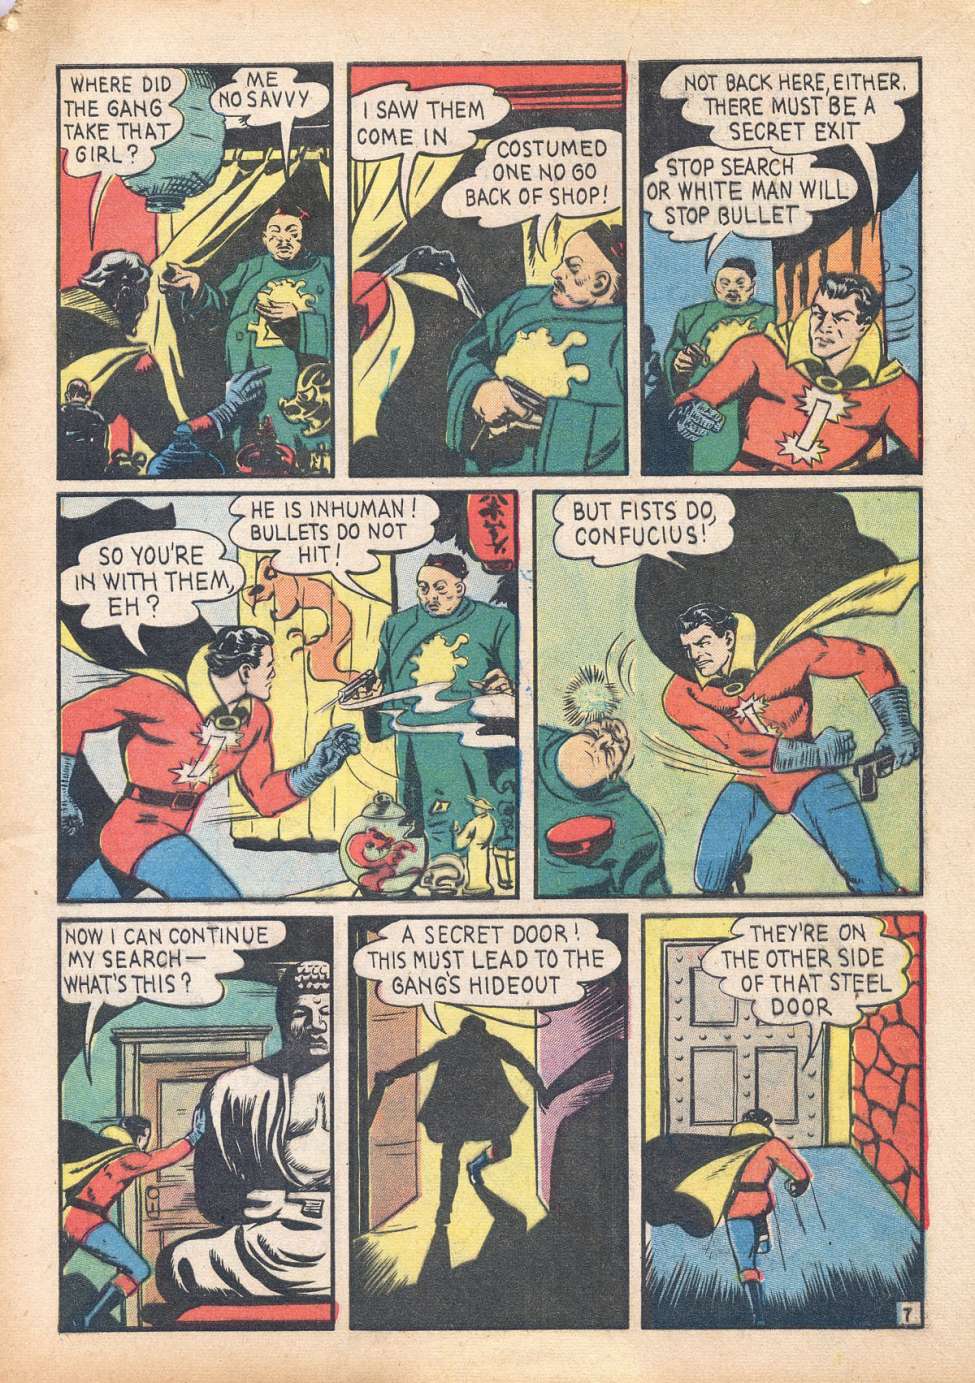 WHERE DID
THE GANG
TAKE THAT
GIRL?
ME
NO SAVVY
I SAW THEM
COME IN
COSTUMED
ONE NO GO
BACK OF SHOP!
NOT BACK HERE, EITHER.
THERE MUST BE A
SECRET EXIT
STOP SEARCH
OR WHITE MAN WILL
STOP BULLET
SO YOU'RE
IN WITH THEM,
EH?
HE IS INHUMAN!
BULLETS DO NOT
HIT!
BUT FISTS DO,
CONFUCIUS!
NOW I CAN CONTINUE
MY SEARCH—
WHAT'S THIS?
A SECRET DOOR!
THIS MUST LEAD TO THE
GANG'S HIDEOUT
THEY'RE ON
THE OTHER SIDE
OF THAT STEEL
DOOR
7